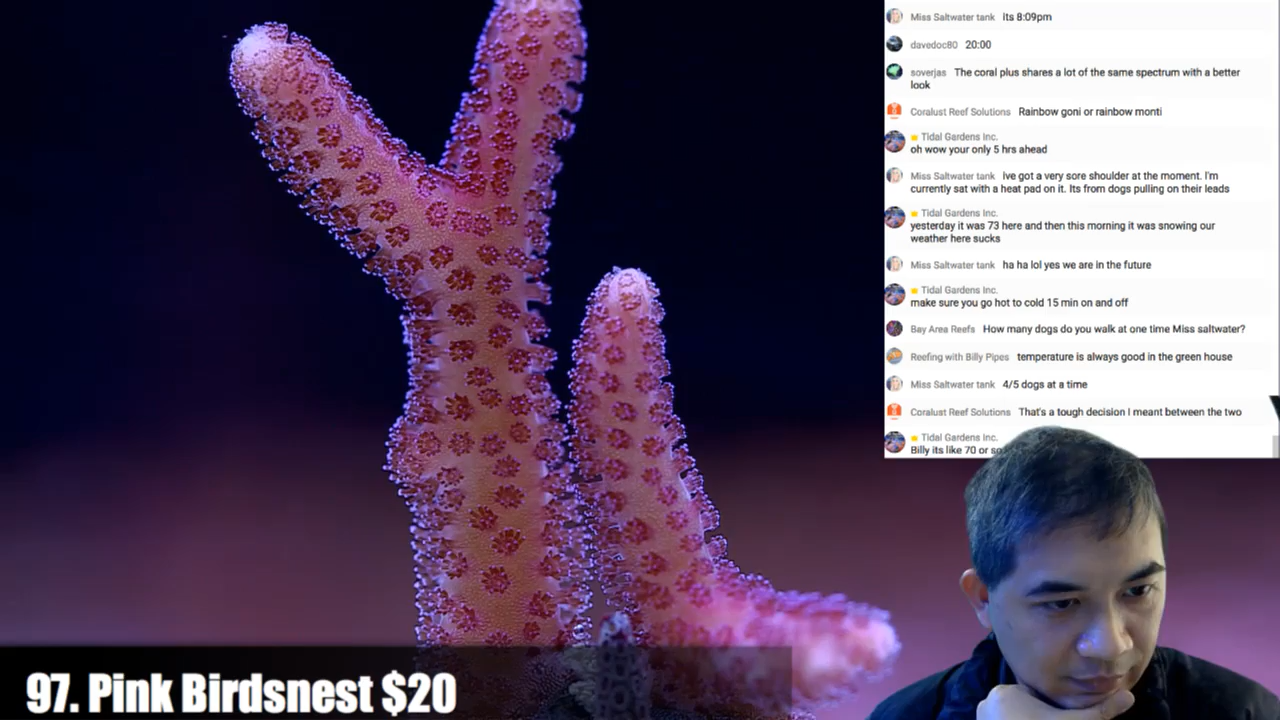 Miss Saltwater tank its 8:09pm
davedoc80 20:00
soverjas The coral plus shares a lot of the same spectrum with a better
look
Coralust Reef Solutions Rainbow goni or rainbow monti
Tidal Gardens Inc.
oh wow your only 5 hrs ahead
Miss Saltwater tank ive got a very sore shoulder at the moment. I'm
currently sat with a heat pad on it. Its from dogs pulling on their leads
Tidal Gardens Inc.
yesterday it was 73 here and then this morning it was snowing our
weather here sucks
Miss Saltwater tank ha ha lol yes we are in the future
Tidal Gardens Inc.
make sure you go hot to cold 15 min on and off
Bay Area Reefs How many dogs do you walk at one time Miss saltwater?
Reefing with Billy Pipes temperature is always good in the green house
Miss Saltwater tank 4/5 dogs at a time
Coralust Reef Solutions That's a tough decision I meant between the two
Tidal Gardens Inc.
Billy its like 70 or
97. Pink Birdsnest $20